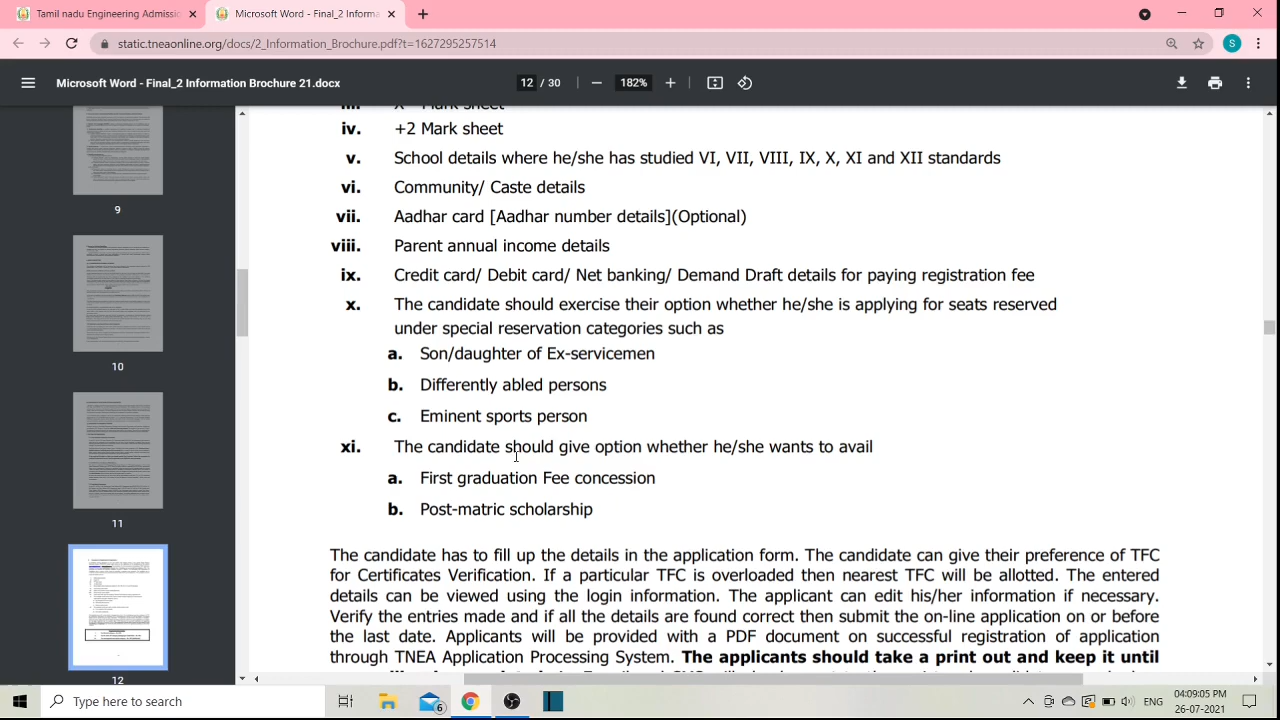 Tamil nadu Engineering Admissio
Microsoft Word - Final_2 Informa
static.tneaonline.org/docs/2_Information_Brochure.pdf?t=1627295257514
S
Microsoft Word - Final_2 Information Brochure 21.docx
12 / 30
182%
9
10
11
12
iv. +2 Mark sheet
v. School details where he/she has studied VI, VII, VIII, IX, X, XI and XII standards
vi. Community/ Caste details
vii. Aadhar card [Aadhar number details](Optional)
viii. Parent annual income details
ix. Credit card/ Debit card/ Net banking/ Demand Draft details for paying registration fee
x. The candidate should exercise their option whether he/she is applying for seats reserved
under special reservation categories such as
a. Son/daughter of Ex-servicemen
b. Differently abled persons
c. Eminent sports person
xi. The candidate should give option whether he/she wants to avail
a. First graduation Fee concession
b. Post-matric scholarship
The candidate has to fill up the details in the application form. The candidate can give their preference of TFC
for Certificates Verification. If a particular TFC is overloaded then nearest TFC will be allotted. The entered
details can be viewed using the login information. The applicant can edit his/her information if necessary.
Verify the entries made and if all the details are found correct then submit the on-line application on or before
the last date. Applicants will be provided with a PDF document on successful registration of application
through TNEA Application Processing System. The applicants should take a print out and keep it until
Type here to search
6
ENG
04:09:05 PM
26-07-2021